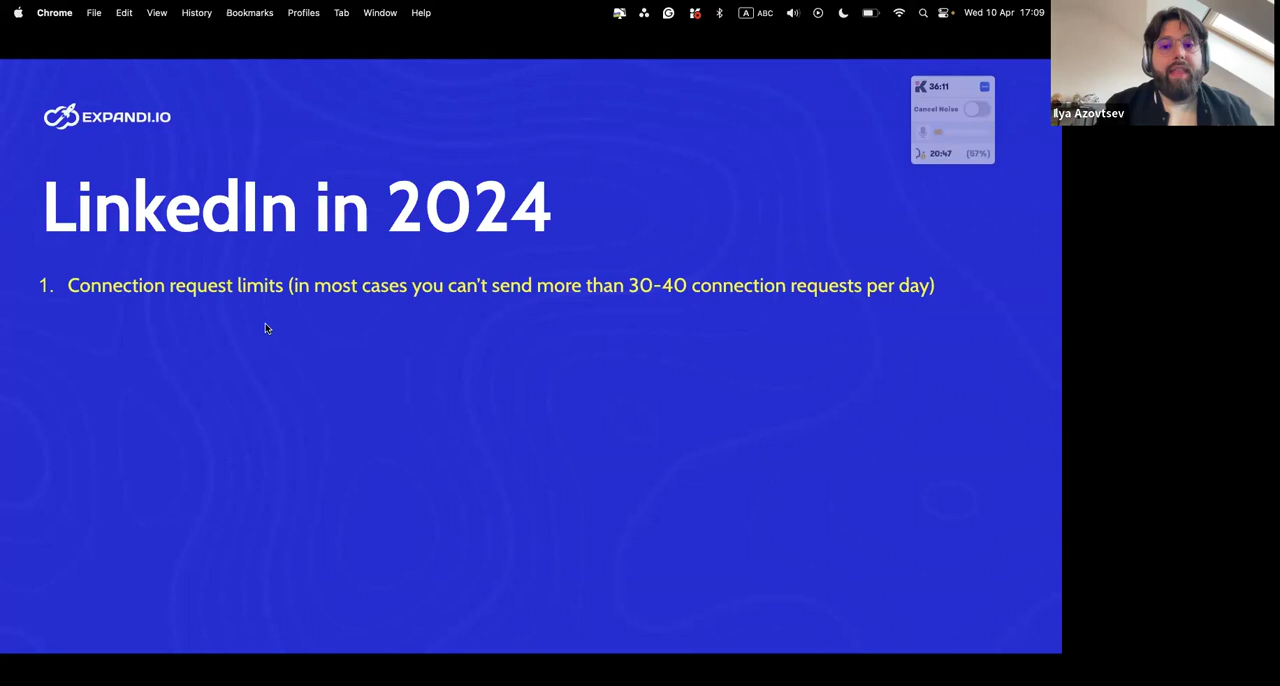 Chrome File Edit View History Bookmarks Profiles Tab Window Help A ABC Wed 10 Apr 17:09
36:11
EXPANDI.IO
Cancel Noise
Ilya Azovtsev
20:47 (67%)
LinkedIn in 2024
1. Connection request limits (in most cases you can't send more than 30-40 connection requests per day)